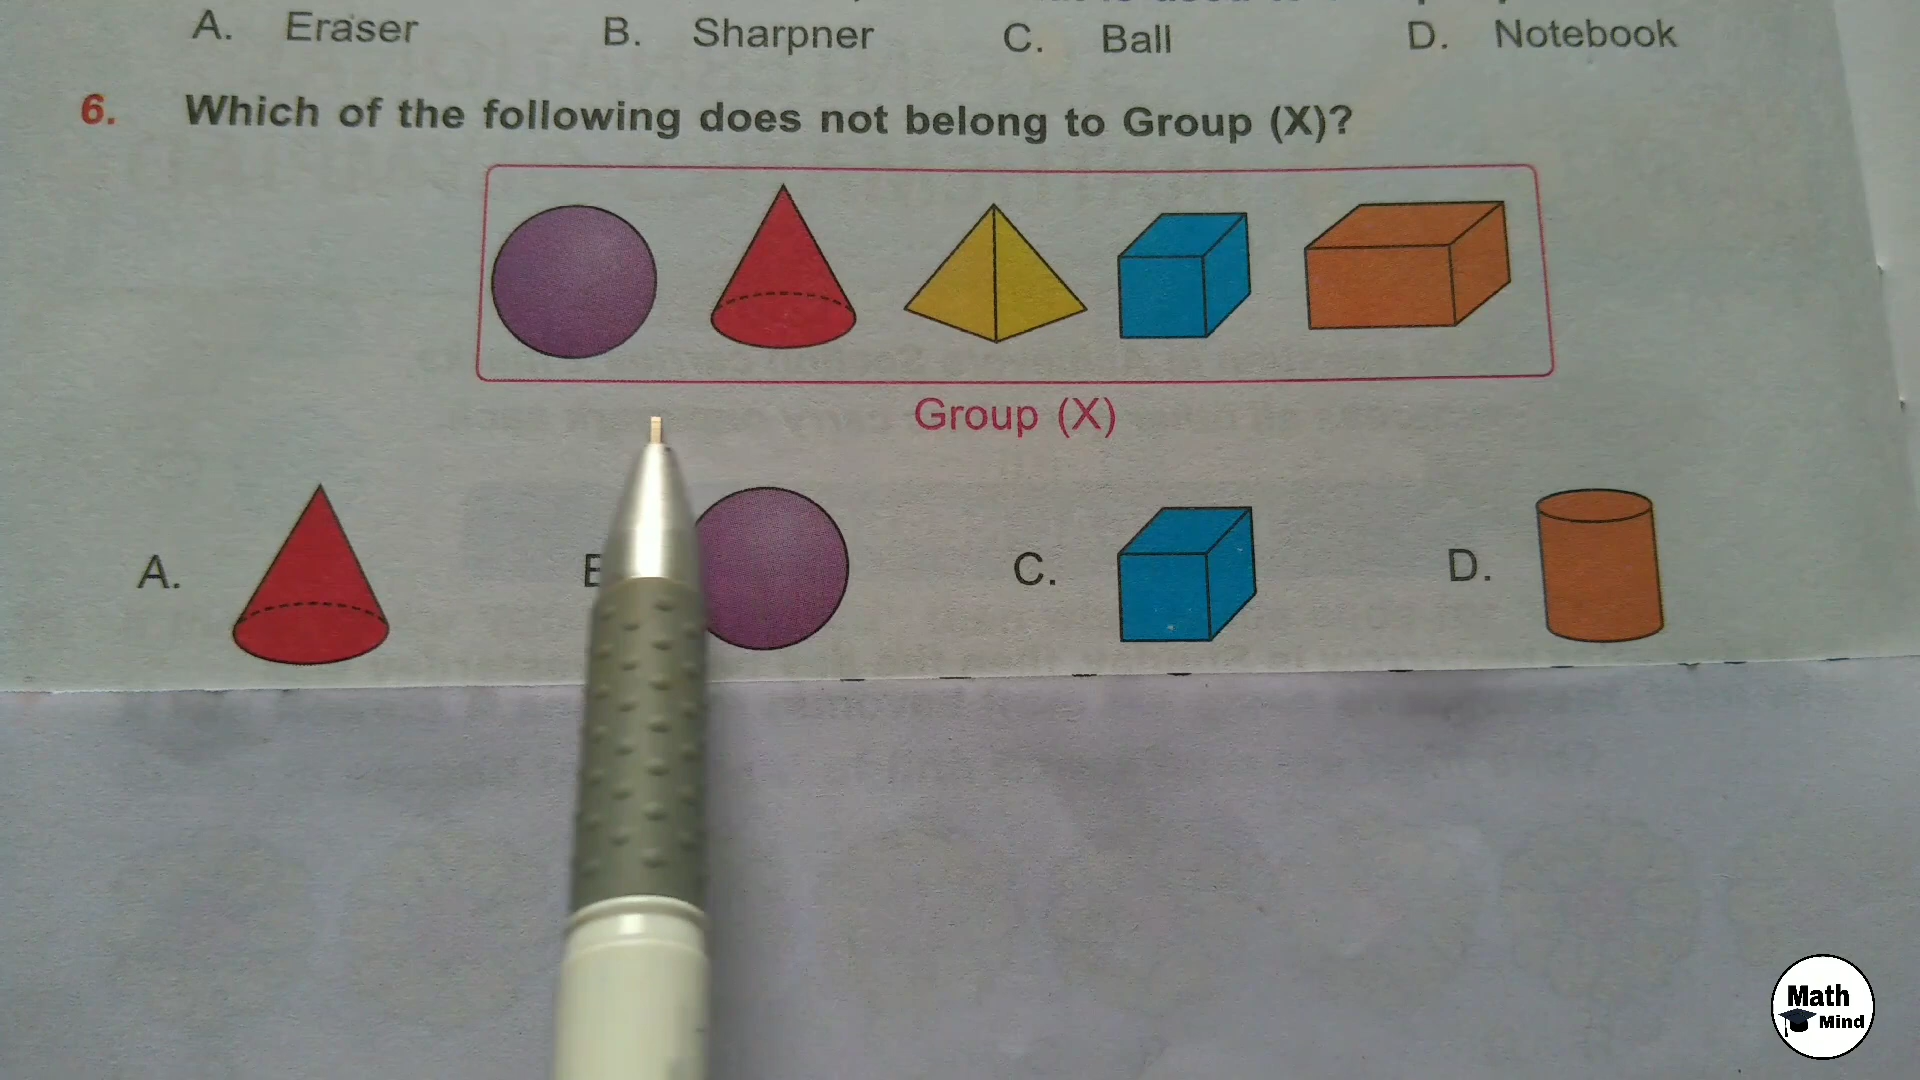 A. Eraser B. Sharpner C. Ball D. Notebook
6. Which of the following does not belong to Group (X)?
Group (X)
A. C. D.
Math
Mind